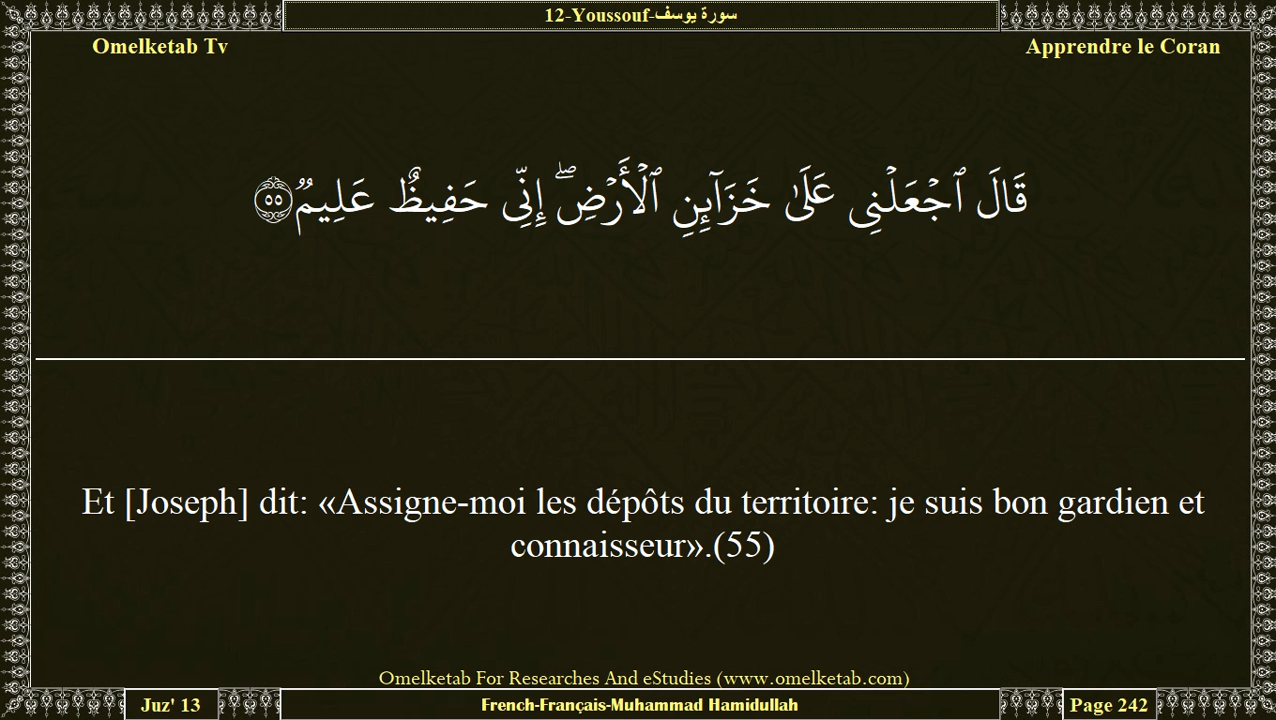 12-Youssouf-سورة يوسف
Omelketab Tv
Apprendre le Coran
قَالَ ٱجۡعَلۡنِي عَلَىٰ خَزَآئِنِ ٱلۡأَرۡضِۖ إِنِّي حَفِيظٌ عَلِيمٞ ٥٥
Et [Joseph] dit: «Assigne-moi les dépôts du territoire: je suis bon gardien et
connaisseur».(55)
Omelketab For Researches And eStudies (www.omelketab.com)
Juz' 13
French-Français-Muhammad Hamidullah
Page 242